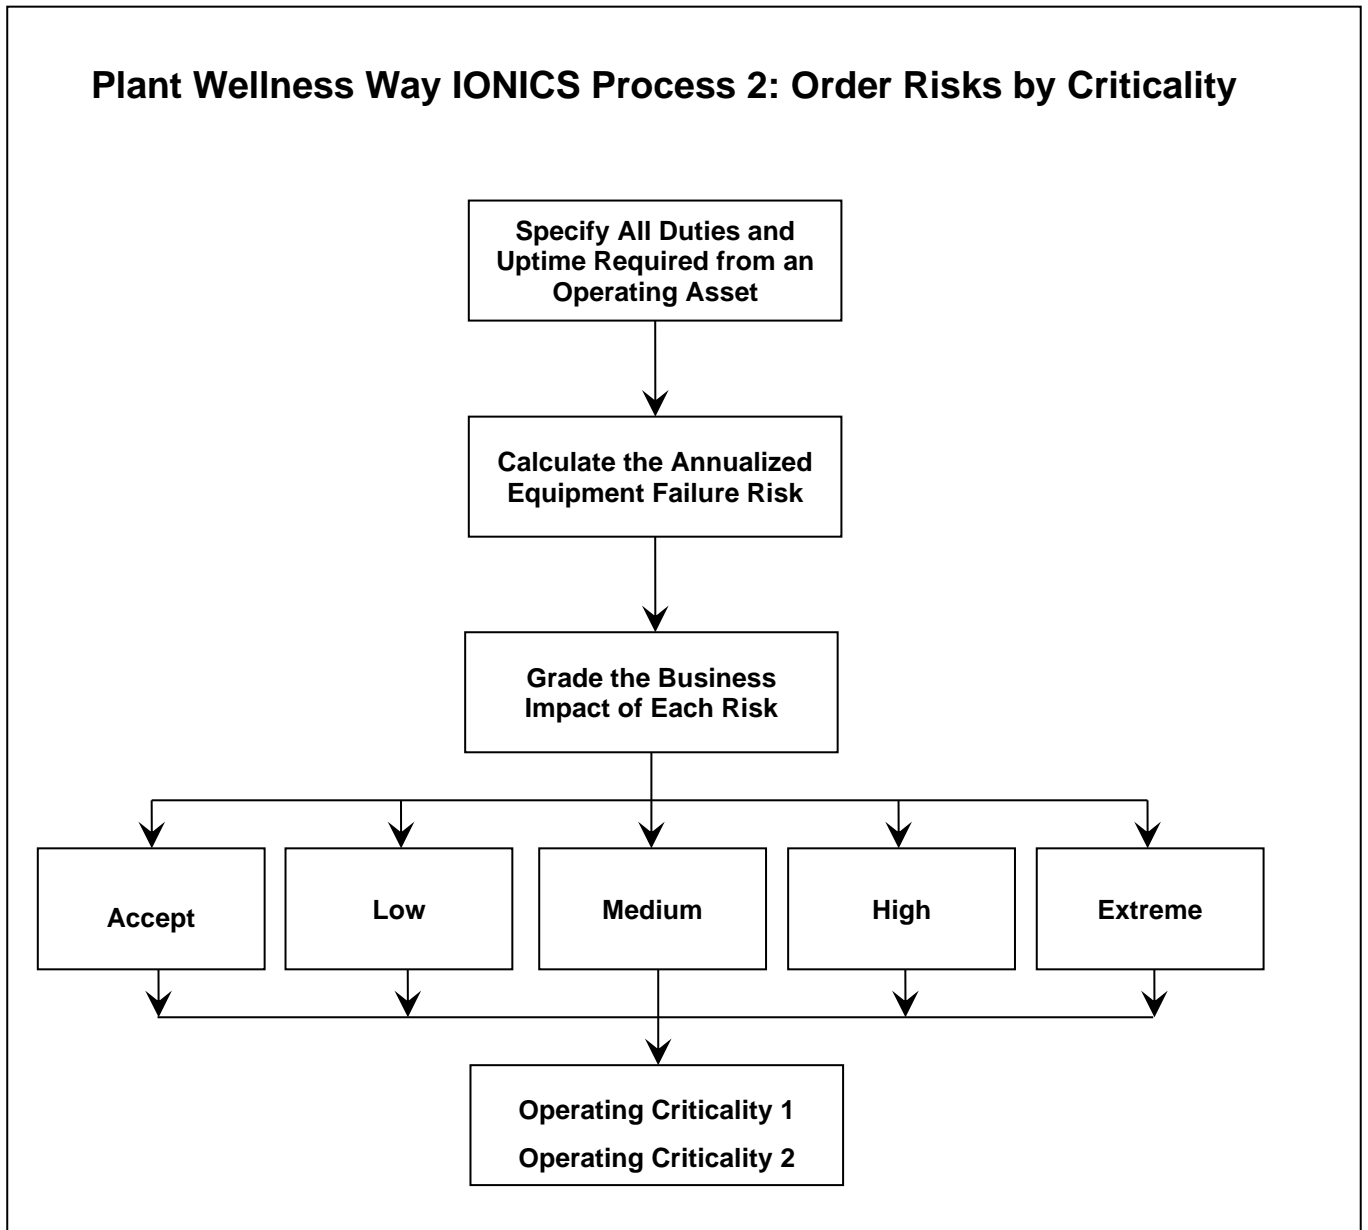 Plant Wellness Way IONICS Process 2: Order Risks by Criticality
Specify All Duties and
Uptime Required from an
Operating Asset
Calculate the Annualized
Equipment Failure Risk
Grade the Business
Impact of Each Risk
Accept
Low
Medium
High
Extreme
Operating Criticality 1
Operating Criticality 2